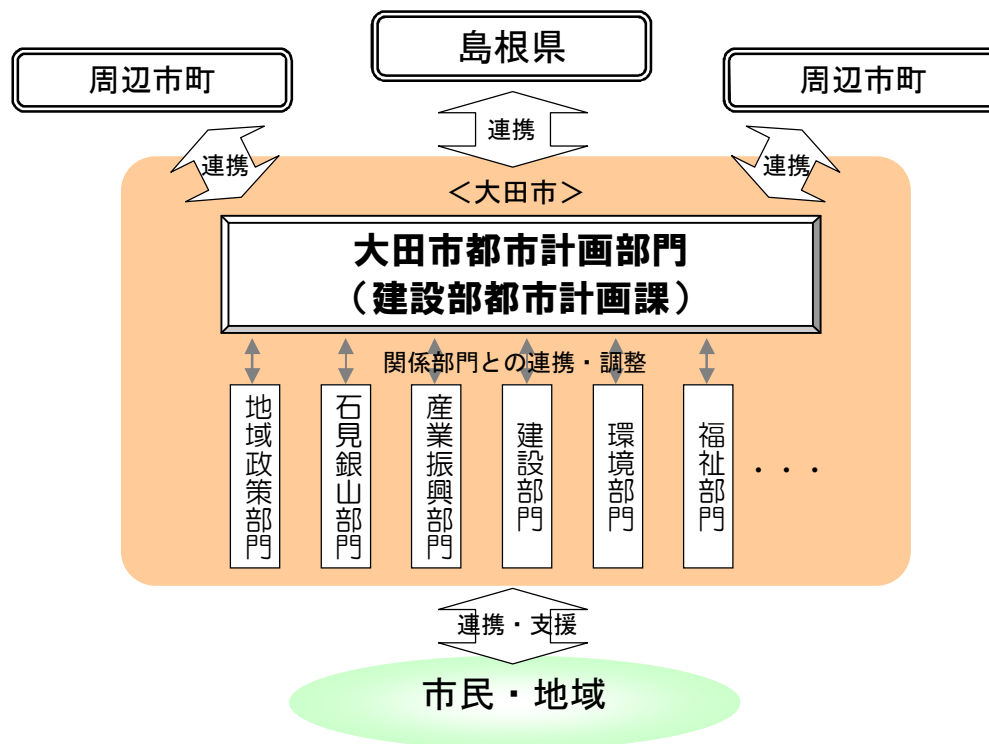 島根県
周辺市町
周辺市町
連携
連携
連携
＜大田市＞
大田市都市計画部門
（建設部都市計画課）
関係部門との連携・調整
地域政策部門
石見銀山部門
産業振興部門
建設部門
環境部門
福祉部門
・・・
連携・支援
市民・地域